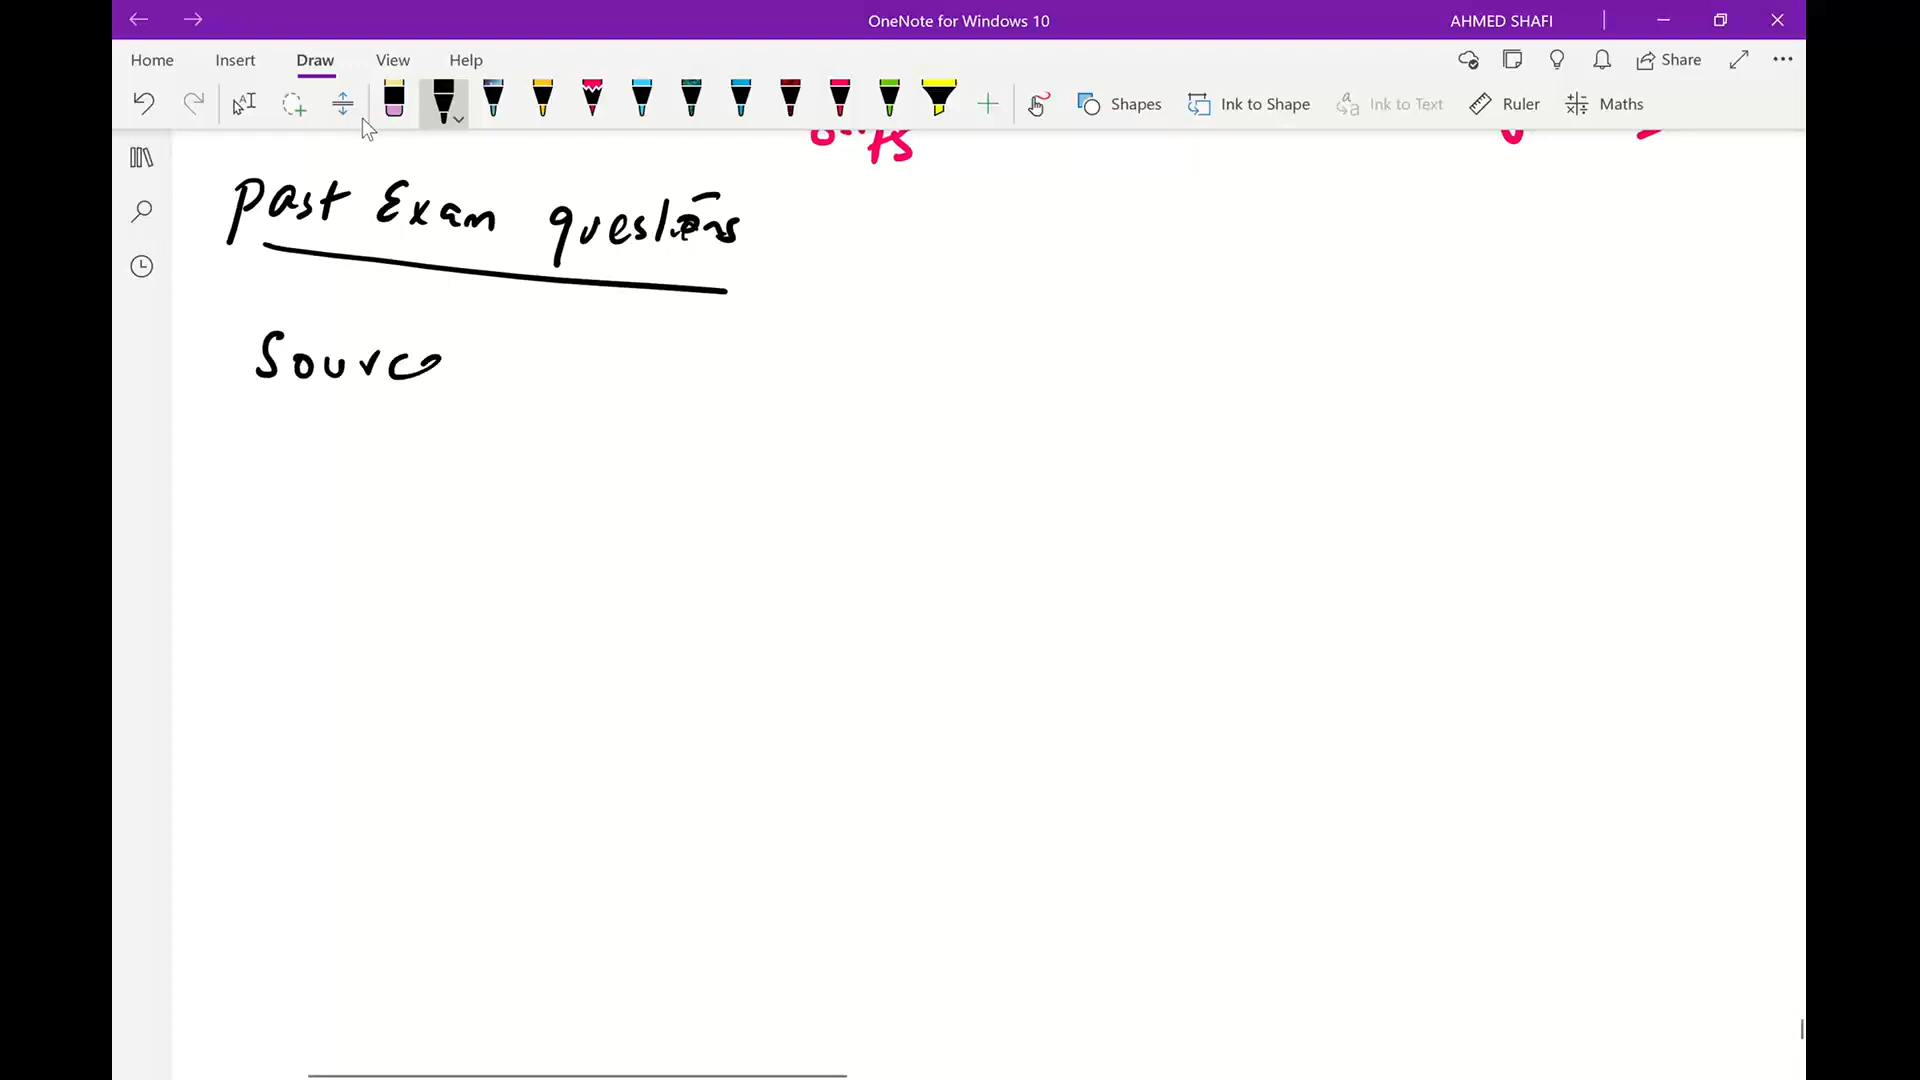 OneNote for Windows 10
AHMED SHAFI
Home Insert Draw View Help
Share
Shapes Ink to Shape Ink to Text Ruler Maths
Past Exam questions
Source